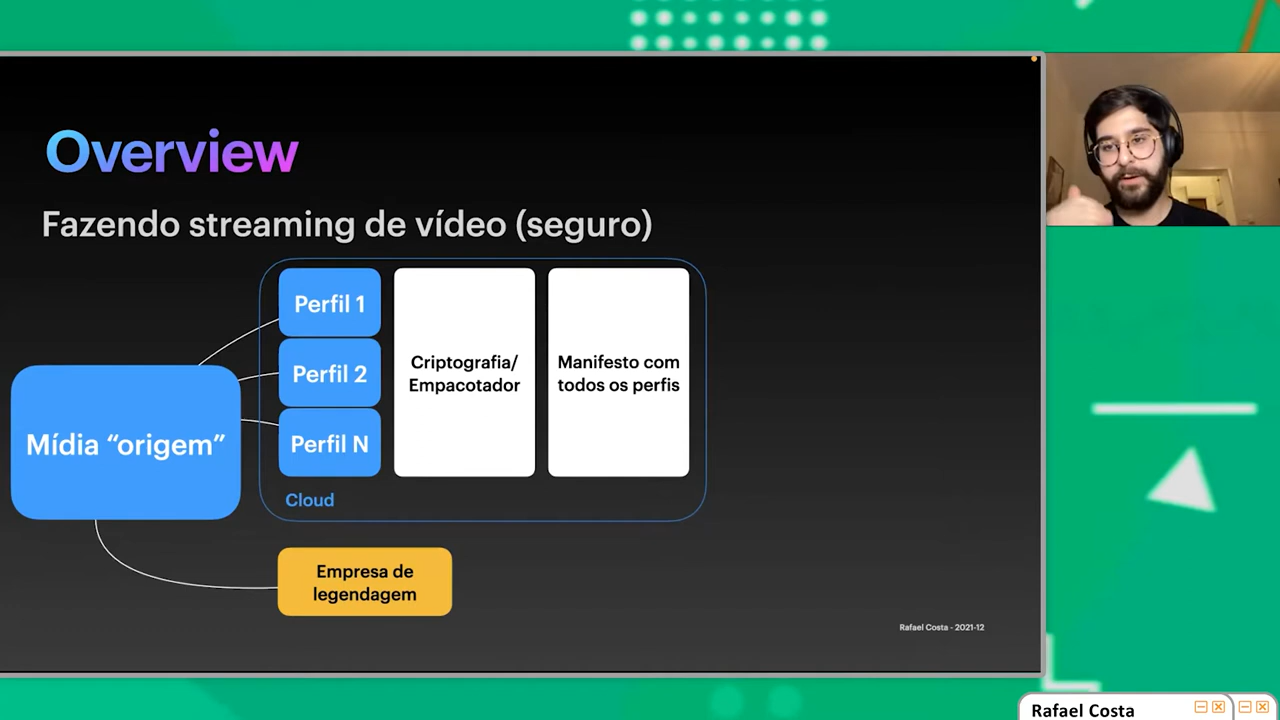 Overview
Fazendo streaming de vídeo (seguro)
Perfil 1
Perfil 2
Perfil N
Criptografia/
Empacotador
Manifesto com
todos os perfis
Mídia “origem”
Cloud
Empresa de
legendagem
Rafael Costa - 2021-12
Rafael Costa